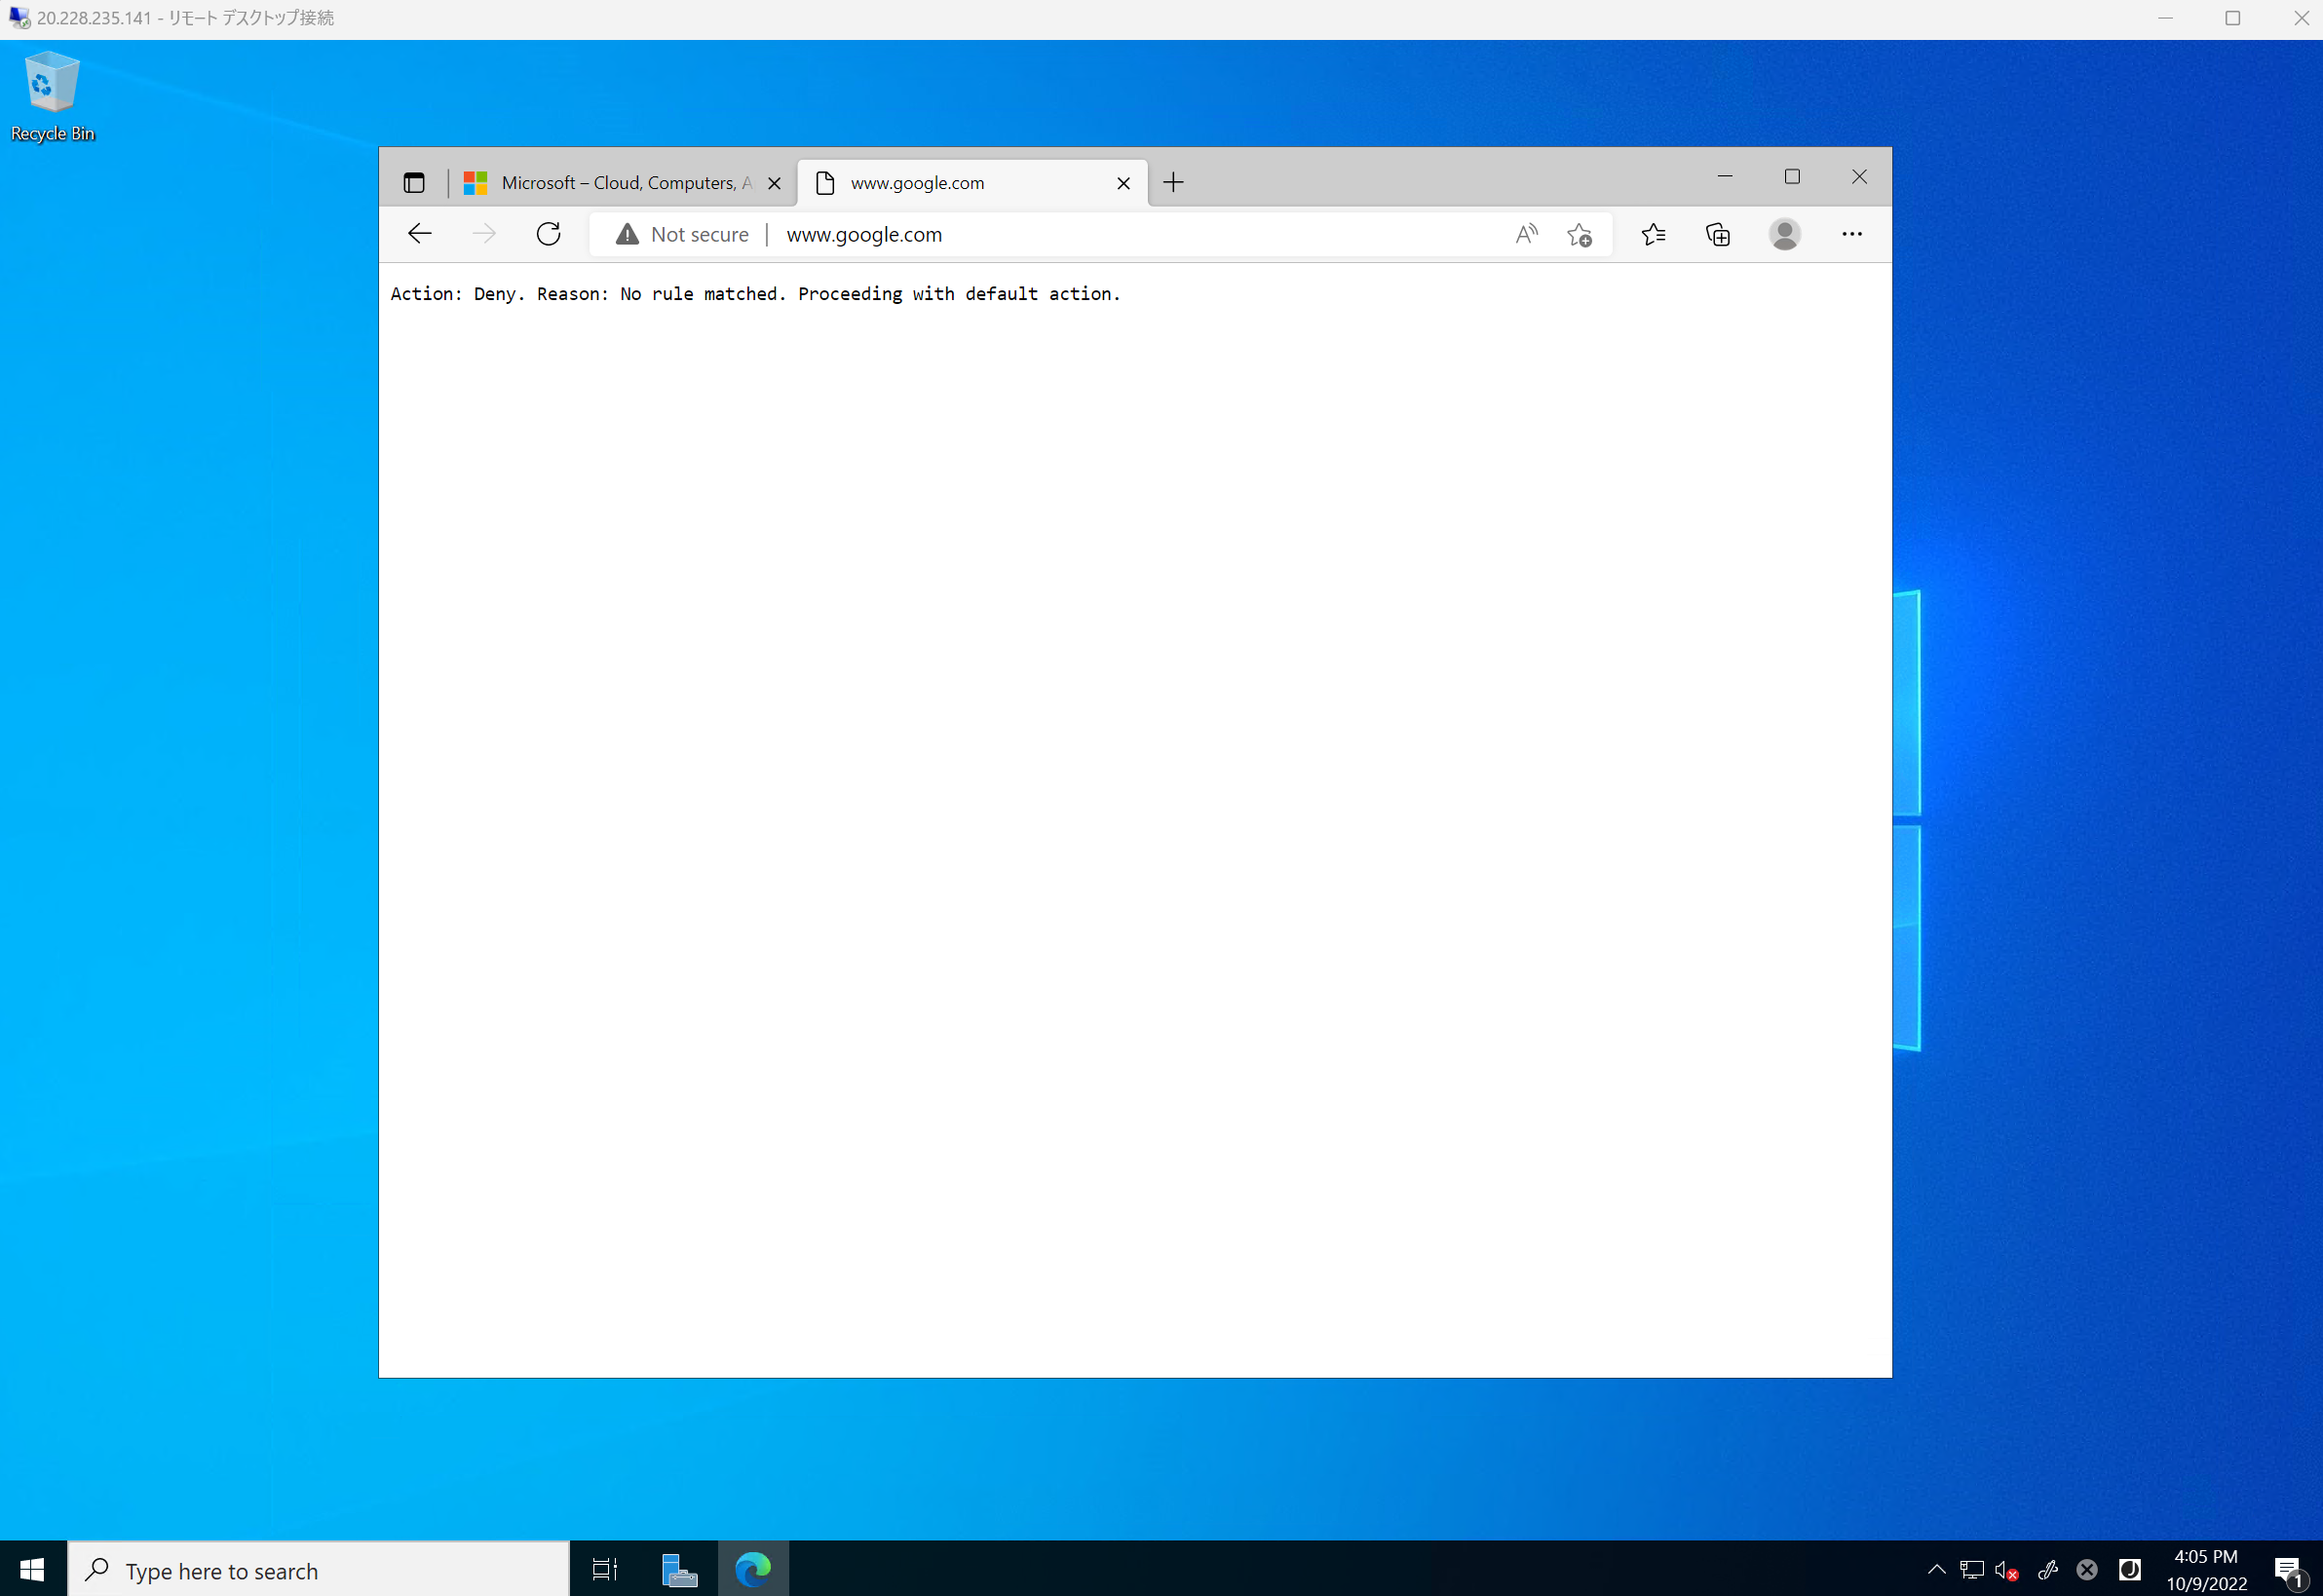 20.228.235.141 - リモート デスクトップ接続
Recycle Bin
Microsoft – Cloud, Computers, A
www.google.com
Not secure
www.google.com
Action: Deny. Reason: No rule matched. Proceeding with default action.
Type here to search
4:05 PM
10/9/2022
1